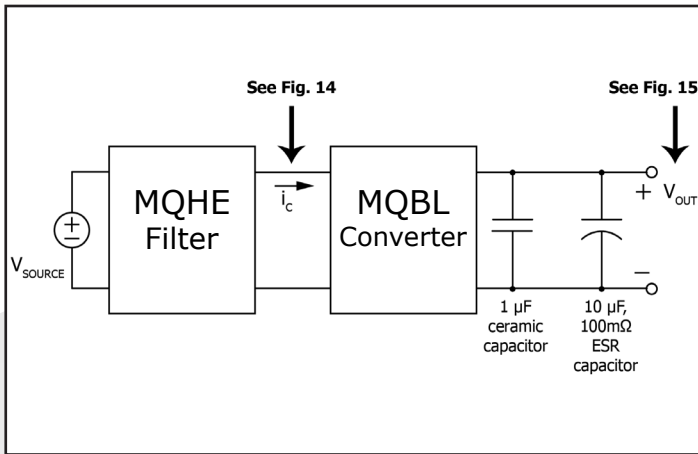 See Fig. 14
See Fig. 15
MQHE
Filter
i_C
MQBL
Converter
+
V_OUT
–
+
–
V_SOURCE
1 µF
ceramic
capacitor
10 µF,
100mΩ
ESR
capacitor